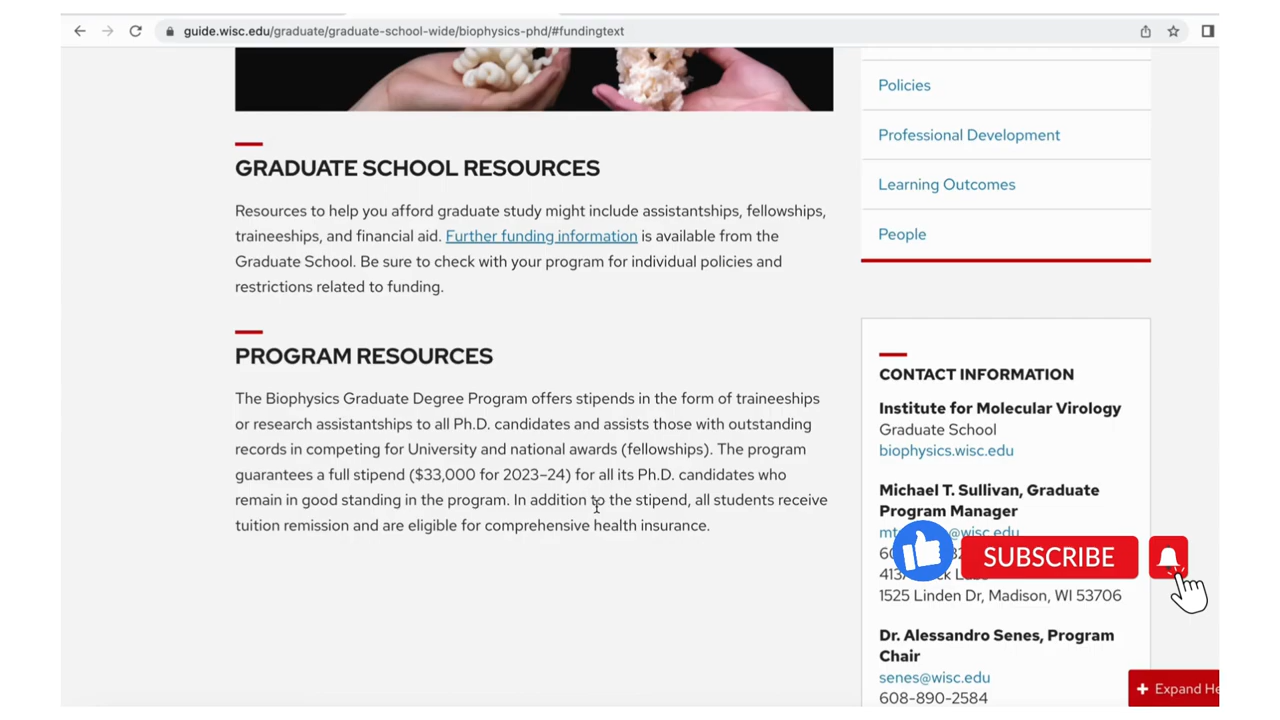 guide.wisc.edu/graduate/graduate-school-wide/biophysics-phd/#fundingtext
GRADUATE SCHOOL RESOURCES
Resources to help you afford graduate study might include assistantships, fellowships,
traineeships, and financial aid. Further funding information is available from the
Graduate School. Be sure to check with your program for individual policies and
restrictions related to funding.
PROGRAM RESOURCES
The Biophysics Graduate Degree Program offers stipends in the form of traineeships
or research assistantships to all Ph.D. candidates and assists those with outstanding
records in competing for University and national awards (fellowships). The program
guarantees a full stipend ($33,000 for 2023–24) for all its Ph.D. candidates who
remain in good standing in the program. In addition to the stipend, all students receive
tuition remission and are eligible for comprehensive health insurance.
Policies
Professional Development
Learning Outcomes
People
CONTACT INFORMATION
Institute for Molecular Virology
Graduate School
biophysics.wisc.edu
Michael T. Sullivan, Graduate
Program Manager
@wisc.edu
SUBSCRIBE
1525 Linden Dr, Madison, WI 53706
Dr. Alessandro Senes, Program
Chair
senes@wisc.edu
608-890-2584
Expand